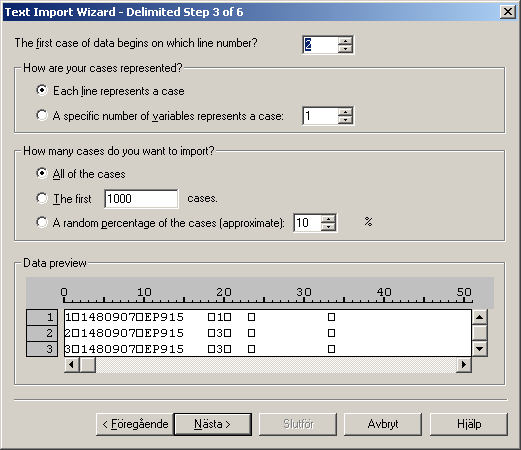 Text Import Wizard - Delimited Step 3 of 6
The first case of data begins on which line number? 2
How are your cases represented?
Each line represents a case
A specific number of variables represents a case: 1
How many cases do you want to import?
All of the cases
The first 1000 cases.
A random percentage of the cases (approximate): 10 %
Data preview
0 10 20 30 40 50
1 1□1480907□EP915 □1□ □ □
2 2□1480907□EP915 □3□ □ □
3 3□1480907□EP915 □3□ □ □
< Föregående Nästa > Slutför Avbryt Hjälp